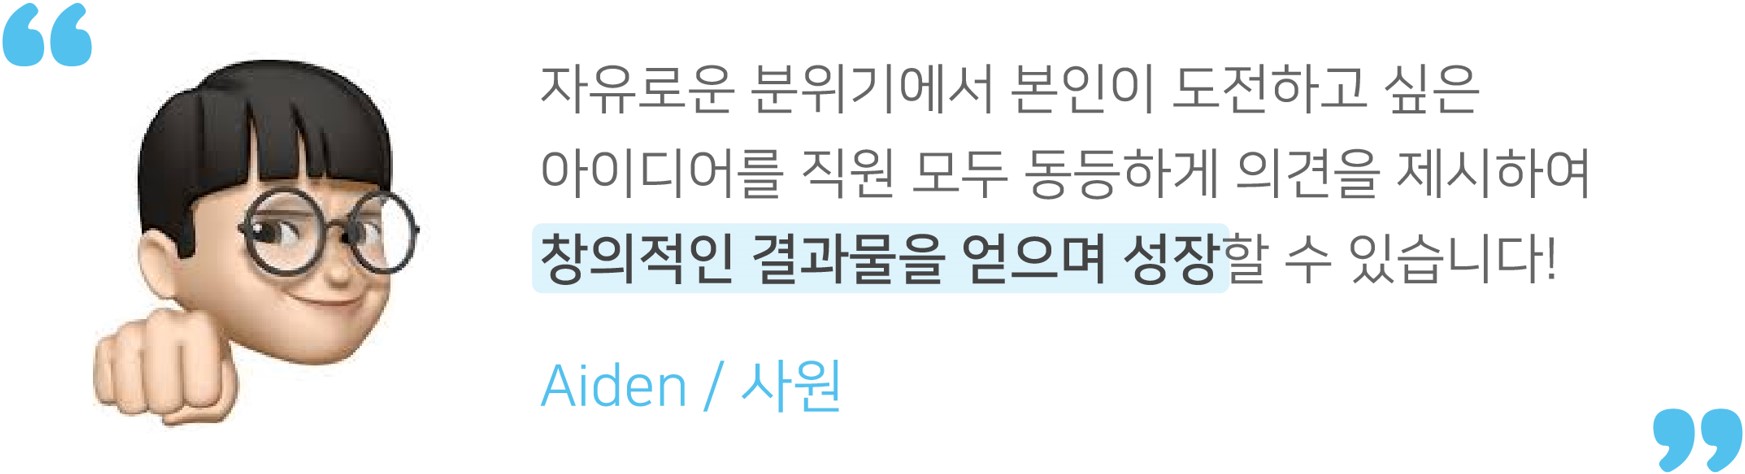 “
자유로운 분위기에서 본인이 도전하고 싶은
아이디어를 직원 모두 동등하게 의견을 제시하여
창의적인 결과물을 얻으며 성장할 수 있습니다!
Aiden / 사원
”